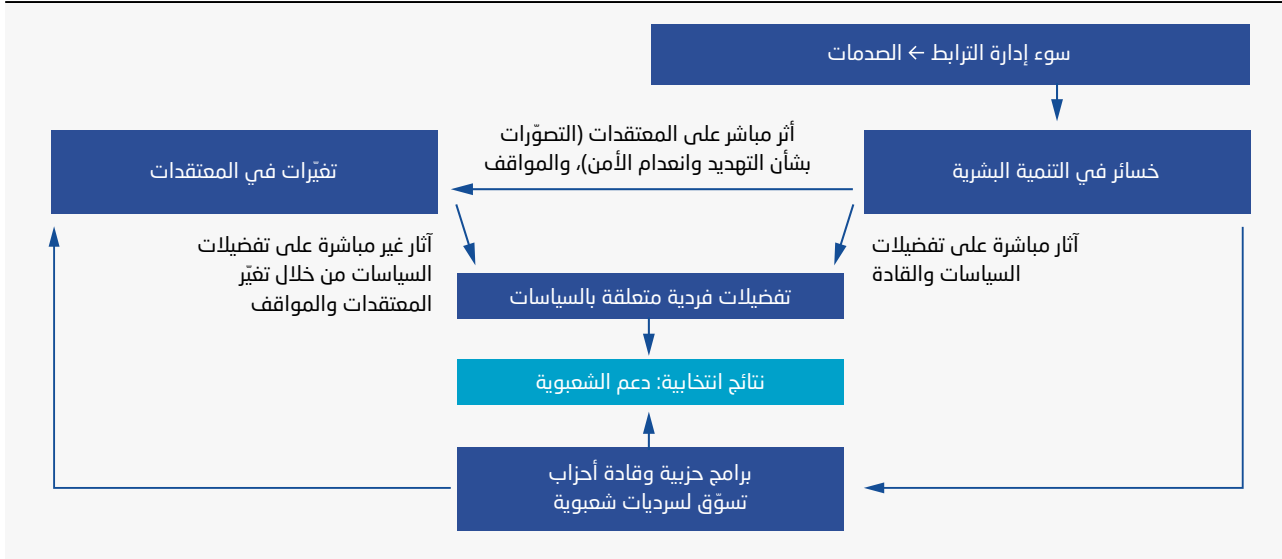 سوء إدارة الترابط ← الصدمات
خسائر في التنمية البشرية
أثر مباشر على المعتقدات (التصوّرات
بشأن التهديد وانعدام الأمن)، والمواقف
تغيّرات في المعتقدات
آثار مباشرة على تفضيلات
السياسات والقادة
آثار غير مباشرة على تفضيلات
السياسات من خلال تغيّر
المعتقدات والمواقف
تفضيلات فردية متعلقة بالسياسات
نتائج انتخابية: دعم الشعبوية
برامج حزبية وقادة أحزاب
تسوّق لسرديات شعبوية